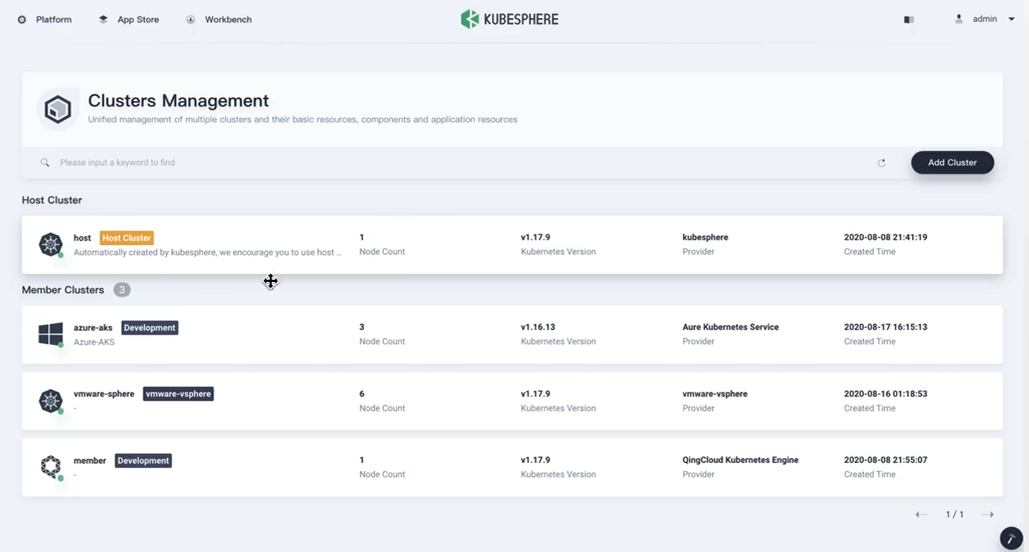 Platform App Store Workbench KUBESPHERE admin
Clusters Management
Unified management of multiple clusters and their basic resources, components and application resources
Please input a keyword to find Add Cluster
Host Cluster
host Host Cluster 1 v1.17.9 kubesphere 2020-08-08 21:41:19
Automatically created by kubesphere, we encourage you to use host ... Node Count Kubernetes Version Provider Created Time
Member Clusters 3
azure-aks Development 3 v1.16.13 Aure Kubernetes Service 2020-08-17 16:15:13
Azure-AKS Node Count Kubernetes Version Provider Created Time
vmware-sphere vmware-vsphere 6 v1.17.9 vmware-vsphere 2020-08-16 01:18:53
- Node Count Kubernetes Version Provider Created Time
member Development 1 v1.17.9 QingCloud Kubernetes Engine 2020-08-08 21:55:07
- Node Count Kubernetes Version Provider Created Time
1 / 1